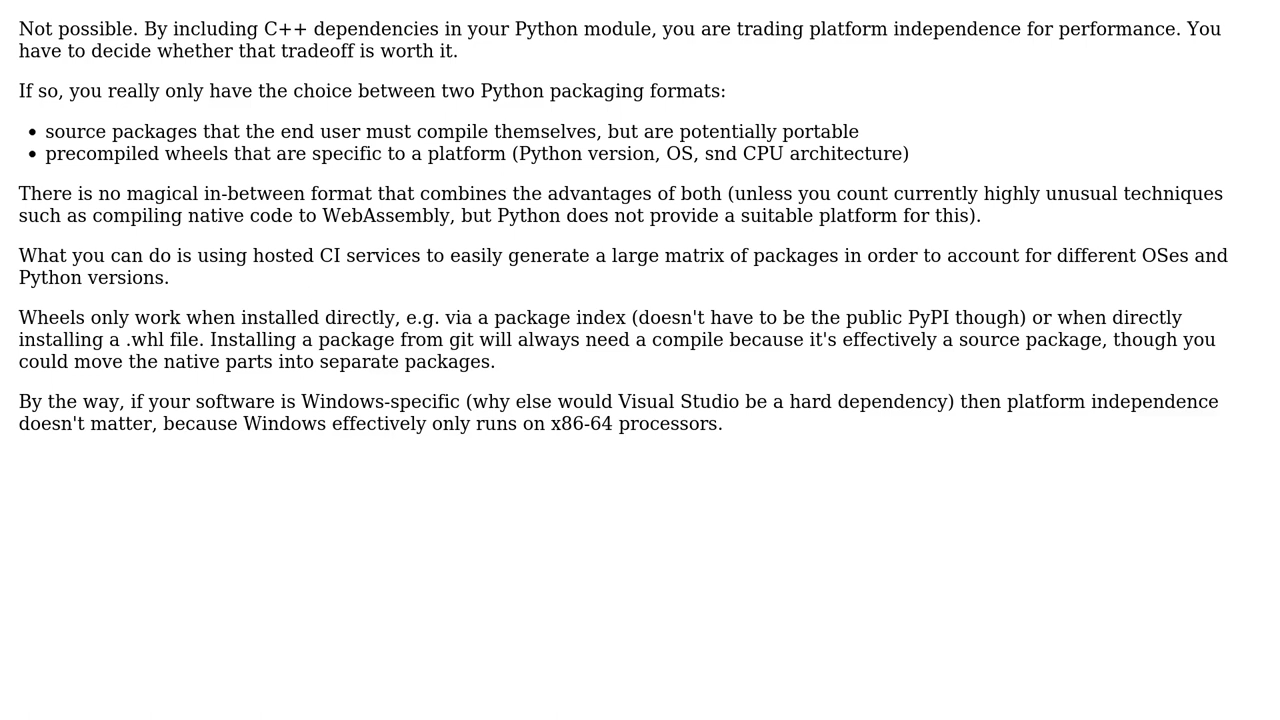 Not possible. By including C++ dependencies in your Python module, you are trading platform independence for performance. You
have to decide whether that tradeoff is worth it.
If so, you really only have the choice between two Python packaging formats:
• source packages that the end user must compile themselves, but are potentially portable
• precompiled wheels that are specific to a platform (Python version, OS, snd CPU architecture)
There is no magical in-between format that combines the advantages of both (unless you count currently highly unusual techniques
such as compiling native code to WebAssembly, but Python does not provide a suitable platform for this).
What you can do is using hosted CI services to easily generate a large matrix of packages in order to account for different OSes and
Python versions.
Wheels only work when installed directly, e.g. via a package index (doesn't have to be the public PyPI though) or when directly
installing a .whl file. Installing a package from git will always need a compile because it's effectively a source package, though you
could move the native parts into separate packages.
By the way, if your software is Windows-specific (why else would Visual Studio be a hard dependency) then platform independence
doesn't matter, because Windows effectively only runs on x86-64 processors.